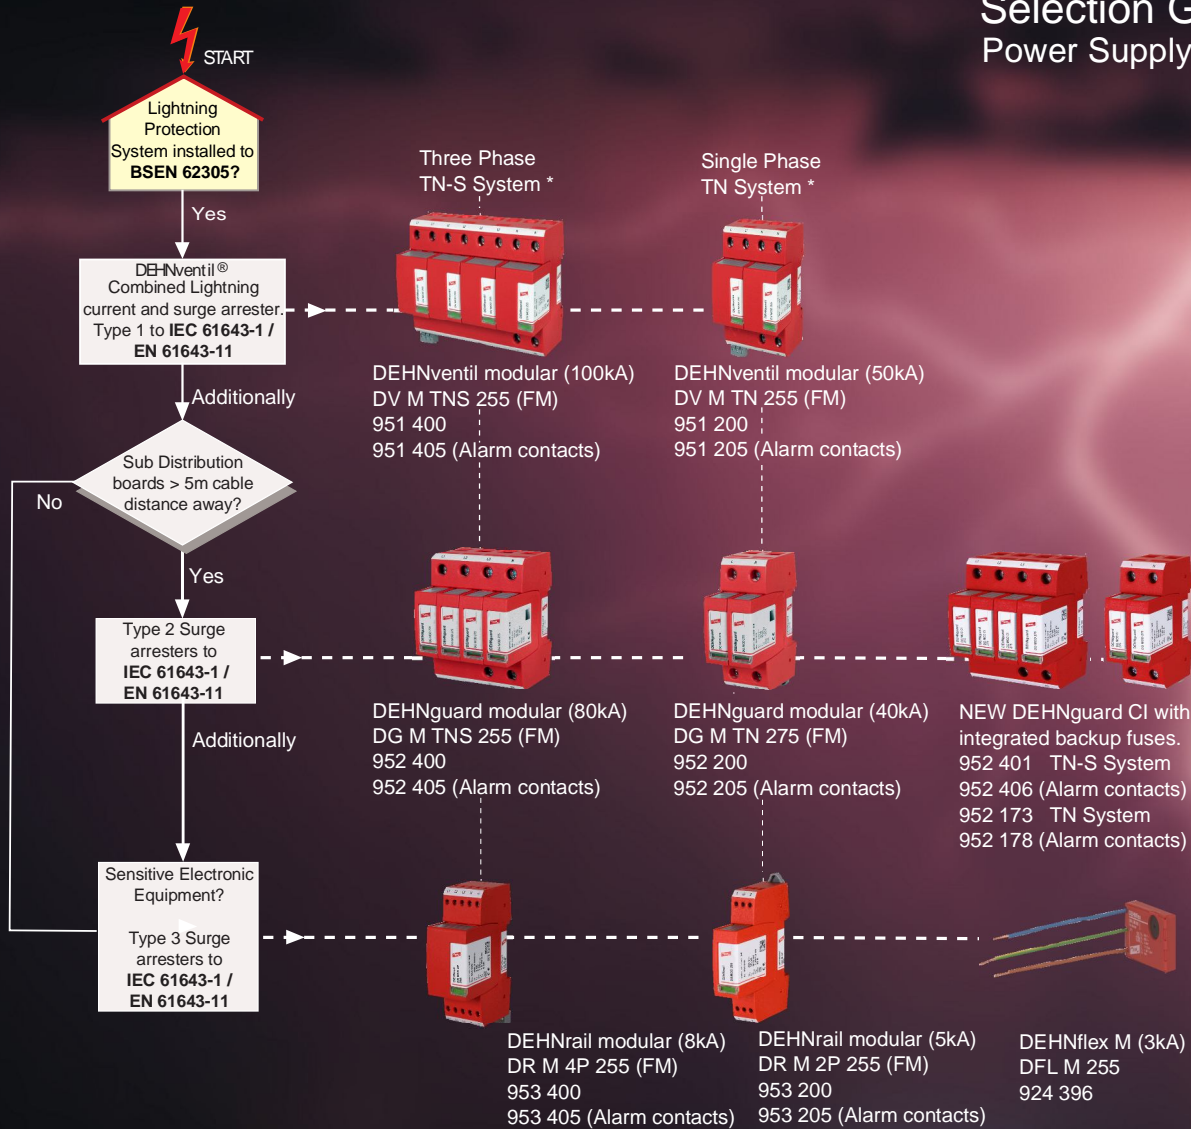 Selection G
Power Supply
START
Lightning
Protection
System installed to
BSEN 62305?
Yes
DEHNventil®
Combined Lightning
current and surge arrester.
Type 1 to IEC 61643-1 /
EN 61643-11
Additionally
Sub Distribution
boards > 5m cable
distance away?
No
Yes
Type 2 Surge
arresters to
IEC 61643-1 /
EN 61643-11
Additionally
Sensitive Electronic
Equipment?
Type 3 Surge
arresters to
IEC 61643-1 /
EN 61643-11
Three Phase
TN-S System *
Single Phase
TN System *
DEHNventil modular (100kA)
DV M TNS 255 (FM)
951 400
951 405 (Alarm contacts)
DEHNventil modular (50kA)
DV M TN 255 (FM)
951 200
951 205 (Alarm contacts)
DEHNguard modular (80kA)
DG M TNS 255 (FM)
952 400
952 405 (Alarm contacts)
DEHNguard modular (40kA)
DG M TN 275 (FM)
952 200
952 205 (Alarm contacts)
NEW DEHNguard CI with
integrated backup fuses.
952 401 TN-S System
952 406 (Alarm contacts)
952 173 TN System
952 178 (Alarm contacts)
DEHNrail modular (8kA)
DR M 4P 255 (FM)
953 400
953 405 (Alarm contacts)
DEHNrail modular (5kA)
DR M 2P 255 (FM)
953 200
953 205 (Alarm contacts)
DEHNflex M (3kA)
DFL M 255
924 396